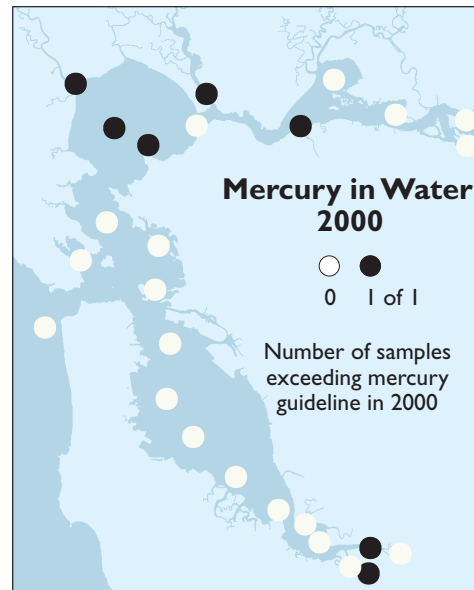 Mercury in Water
2000
0 1 of 1
Number of samples
exceeding mercury
guideline in 2000